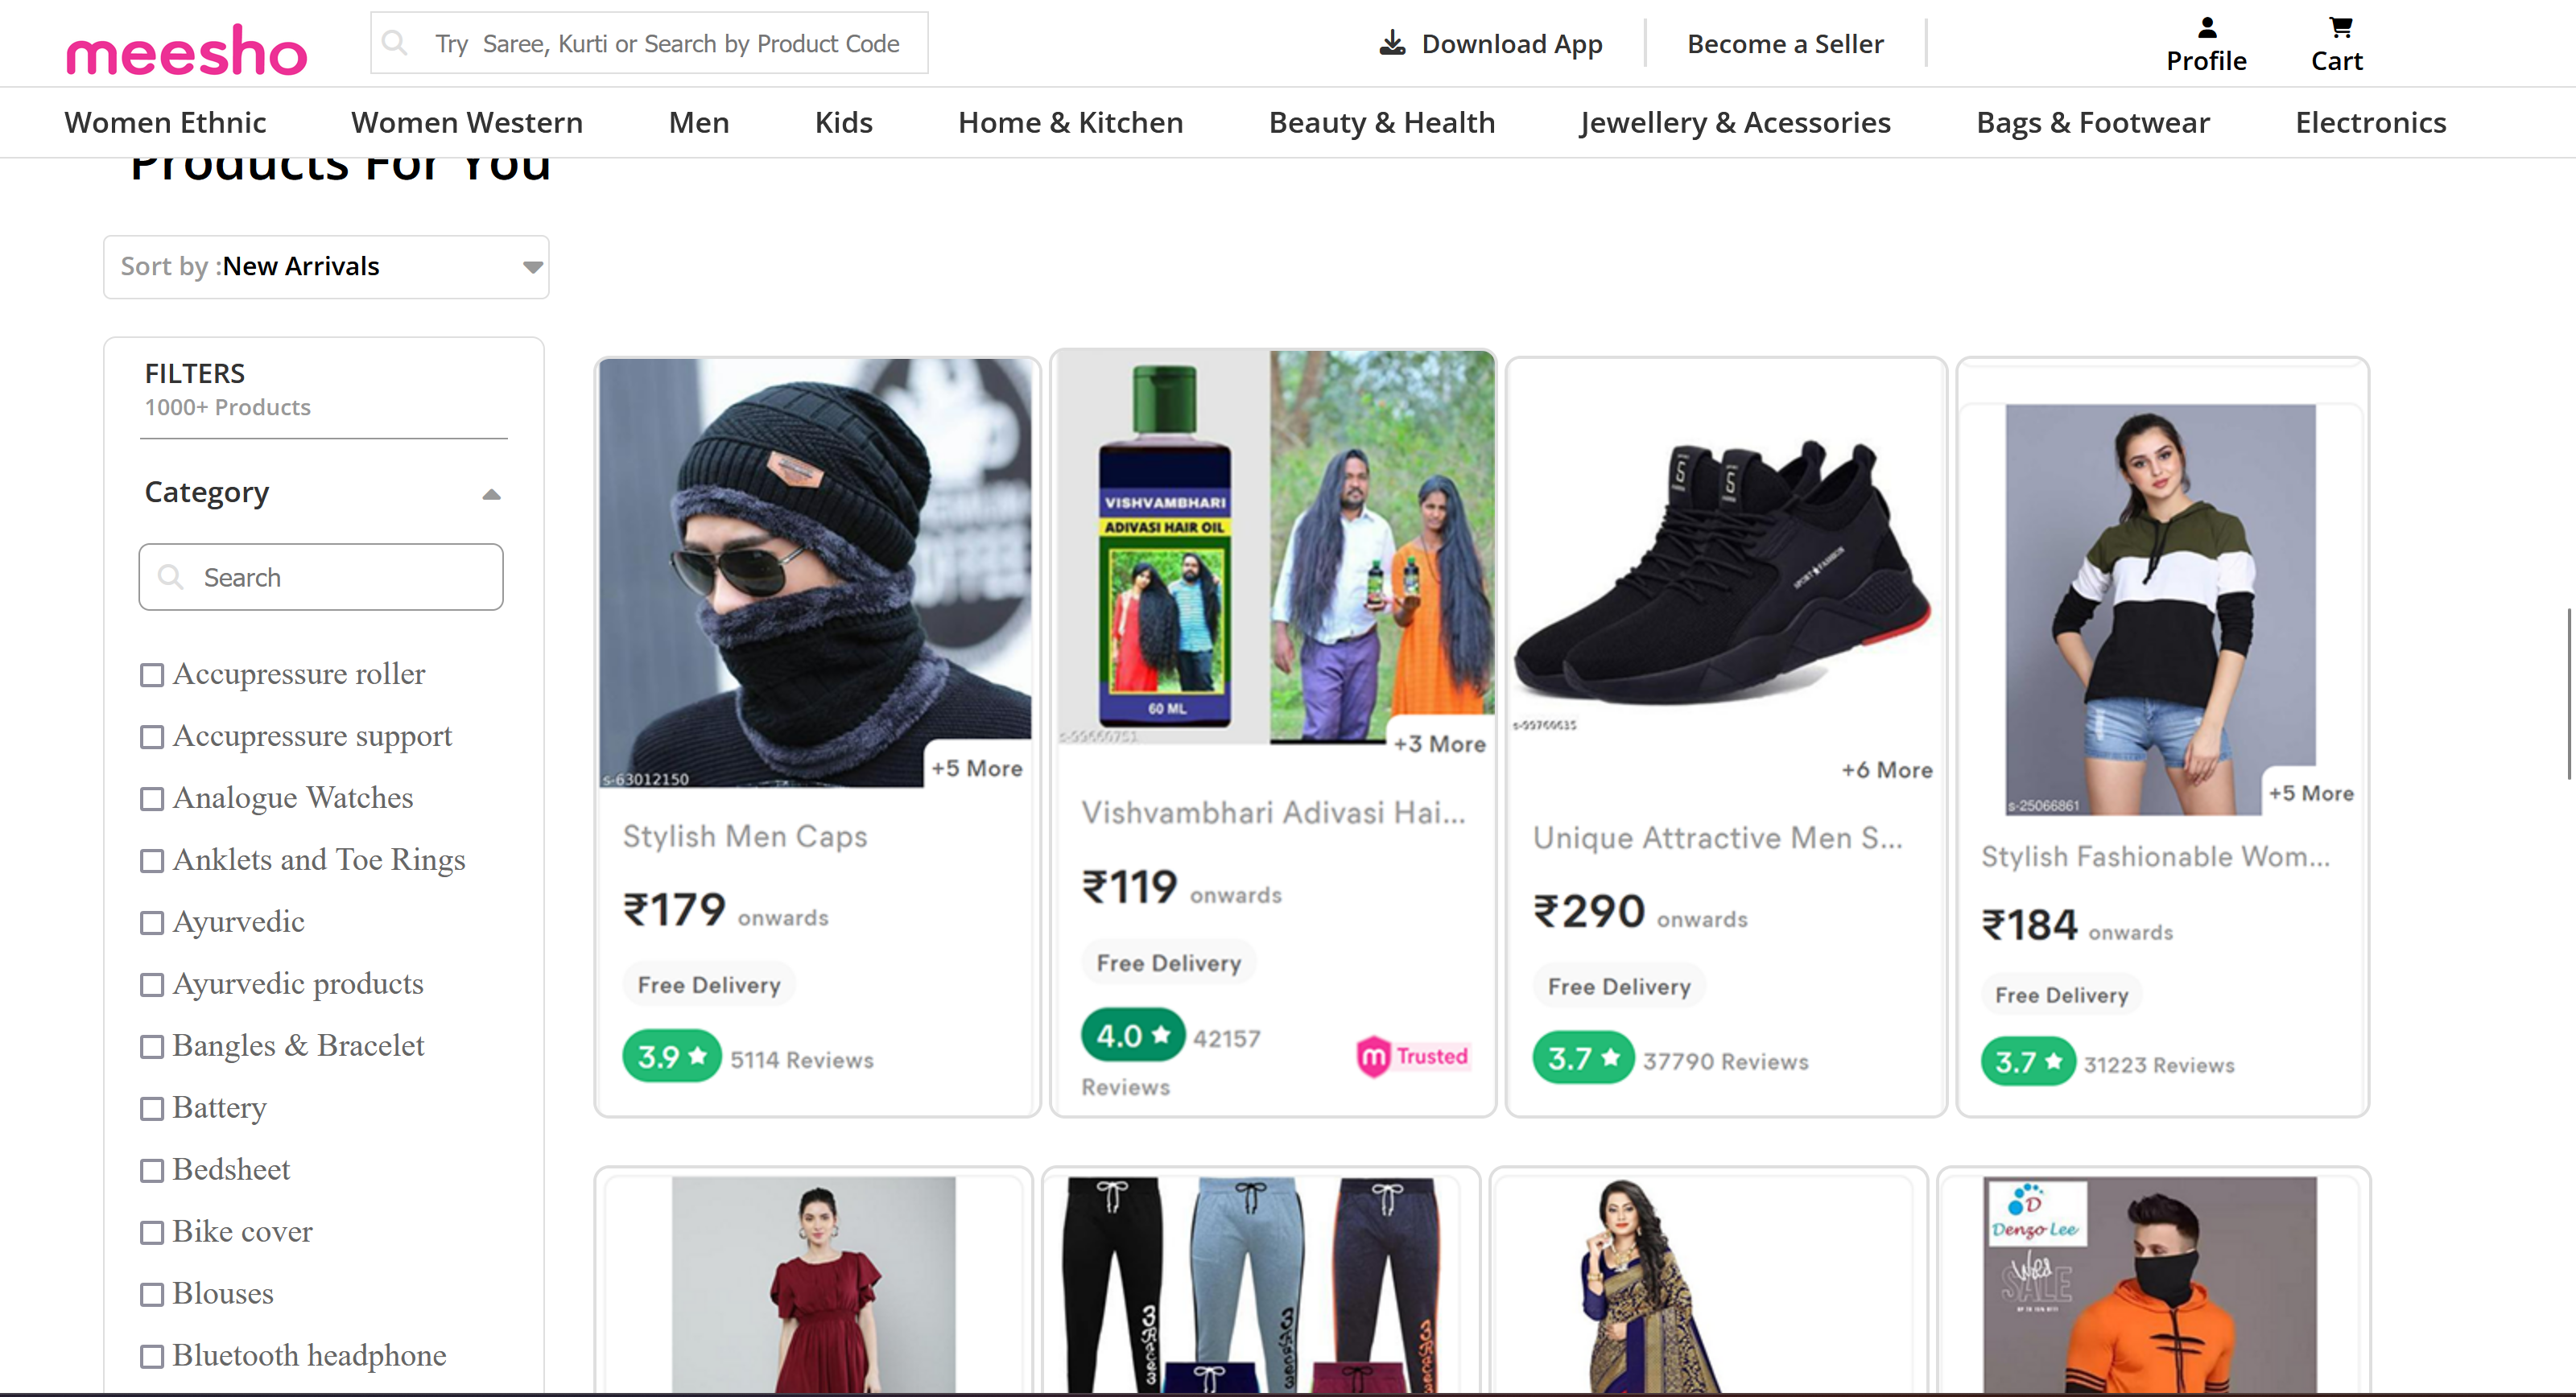 meesho
Try Saree, Kurti or Search by Product Code
Download App
Become a Seller
Profile
Cart
Women Ethnic
Women Western
Men
Kids
Home & Kitchen
Beauty & Health
Jewellery & Acessories
Bags & Footwear
Electronics
Products For You
Sort by :New Arrivals
FILTERS
1000+ Products
Category
Search
Accupressure roller
Accupressure support
Analogue Watches
Anklets and Toe Rings
Ayurvedic
Ayurvedic products
Bangles & Bracelet
Battery
Bedsheet
Bike cover
Blouses
Bluetooth headphone
s-63012150
+5 More
Stylish Men Caps
₹179 onwards
Free Delivery
3.9 5114 Reviews
VISHVAMBHARI
ADIVASI HAIR OIL
60 ML
s-99660751
+3 More
Vishvambhari Adivasi Hai...
₹119 onwards
Free Delivery
4.0 42157
Reviews
m Trusted
S
S
SPORT FASHION
s-99760635
+6 More
Unique Attractive Men S...
₹290 onwards
Free Delivery
3.7 37790 Reviews
s-25066861
+5 More
Stylish Fashionable Wom...
₹184 onwards
Free Delivery
3.7 31223 Reviews
D
Denzo Lee
Wild
SALE